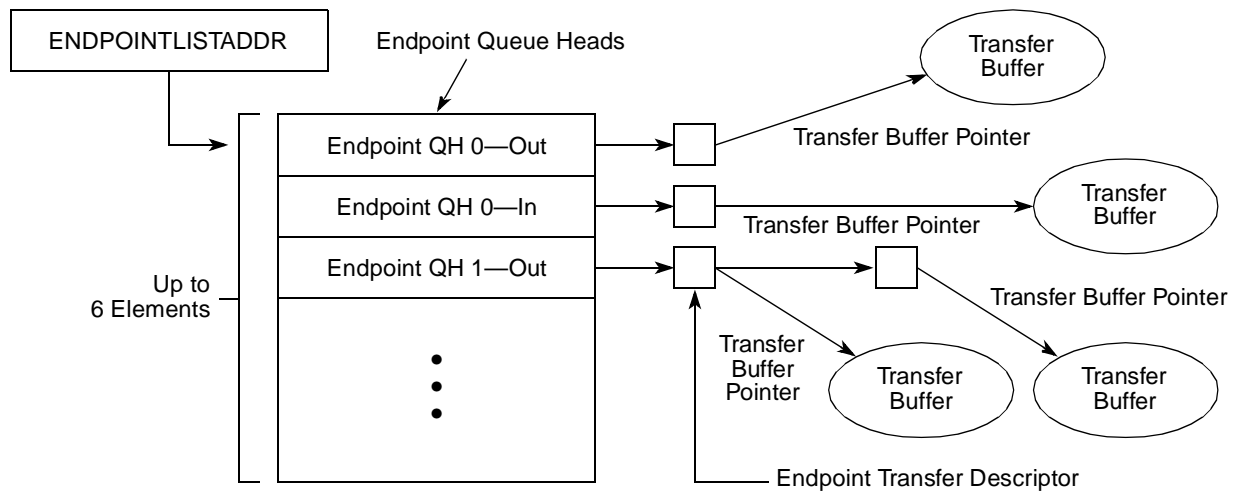 ENDPOINTLISTADDR
Endpoint Queue Heads
Transfer
Buffer
Endpoint QH 0—Out
Transfer Buffer Pointer
Endpoint QH 0—In
Transfer
Buffer
Transfer Buffer Pointer
Endpoint QH 1—Out
Up to
6 Elements
Transfer Buffer Pointer
Transfer
Buffer
Pointer
Transfer
Buffer
Transfer
Buffer
Endpoint Transfer Descriptor